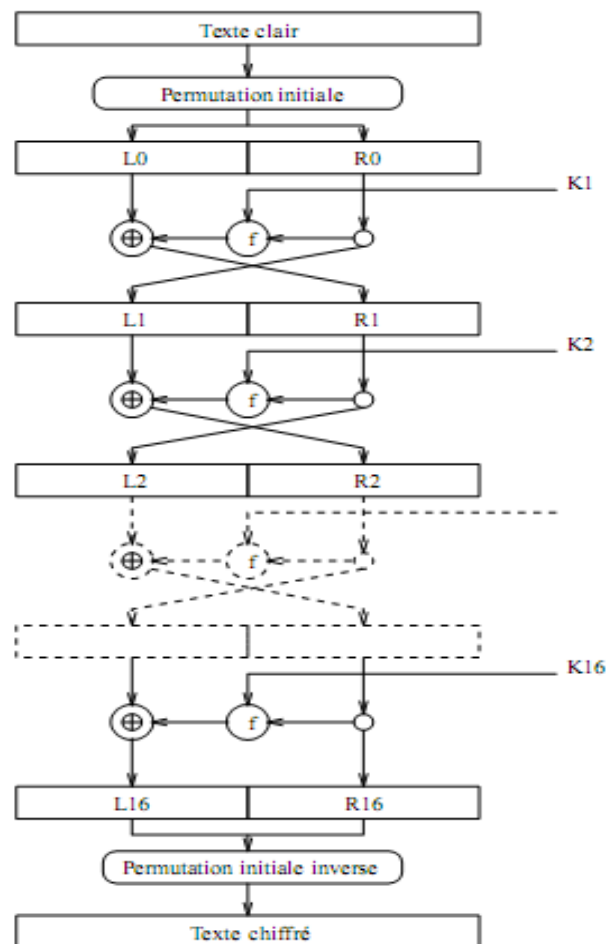 Texte clair
Permutation initiale
L0 R0
K1
⊕ f
L1 R1
K2
⊕ f
L2 R2
⊕ f
K16
⊕ f
L16 R16
Permutation initiale inverse
Texte chiffré